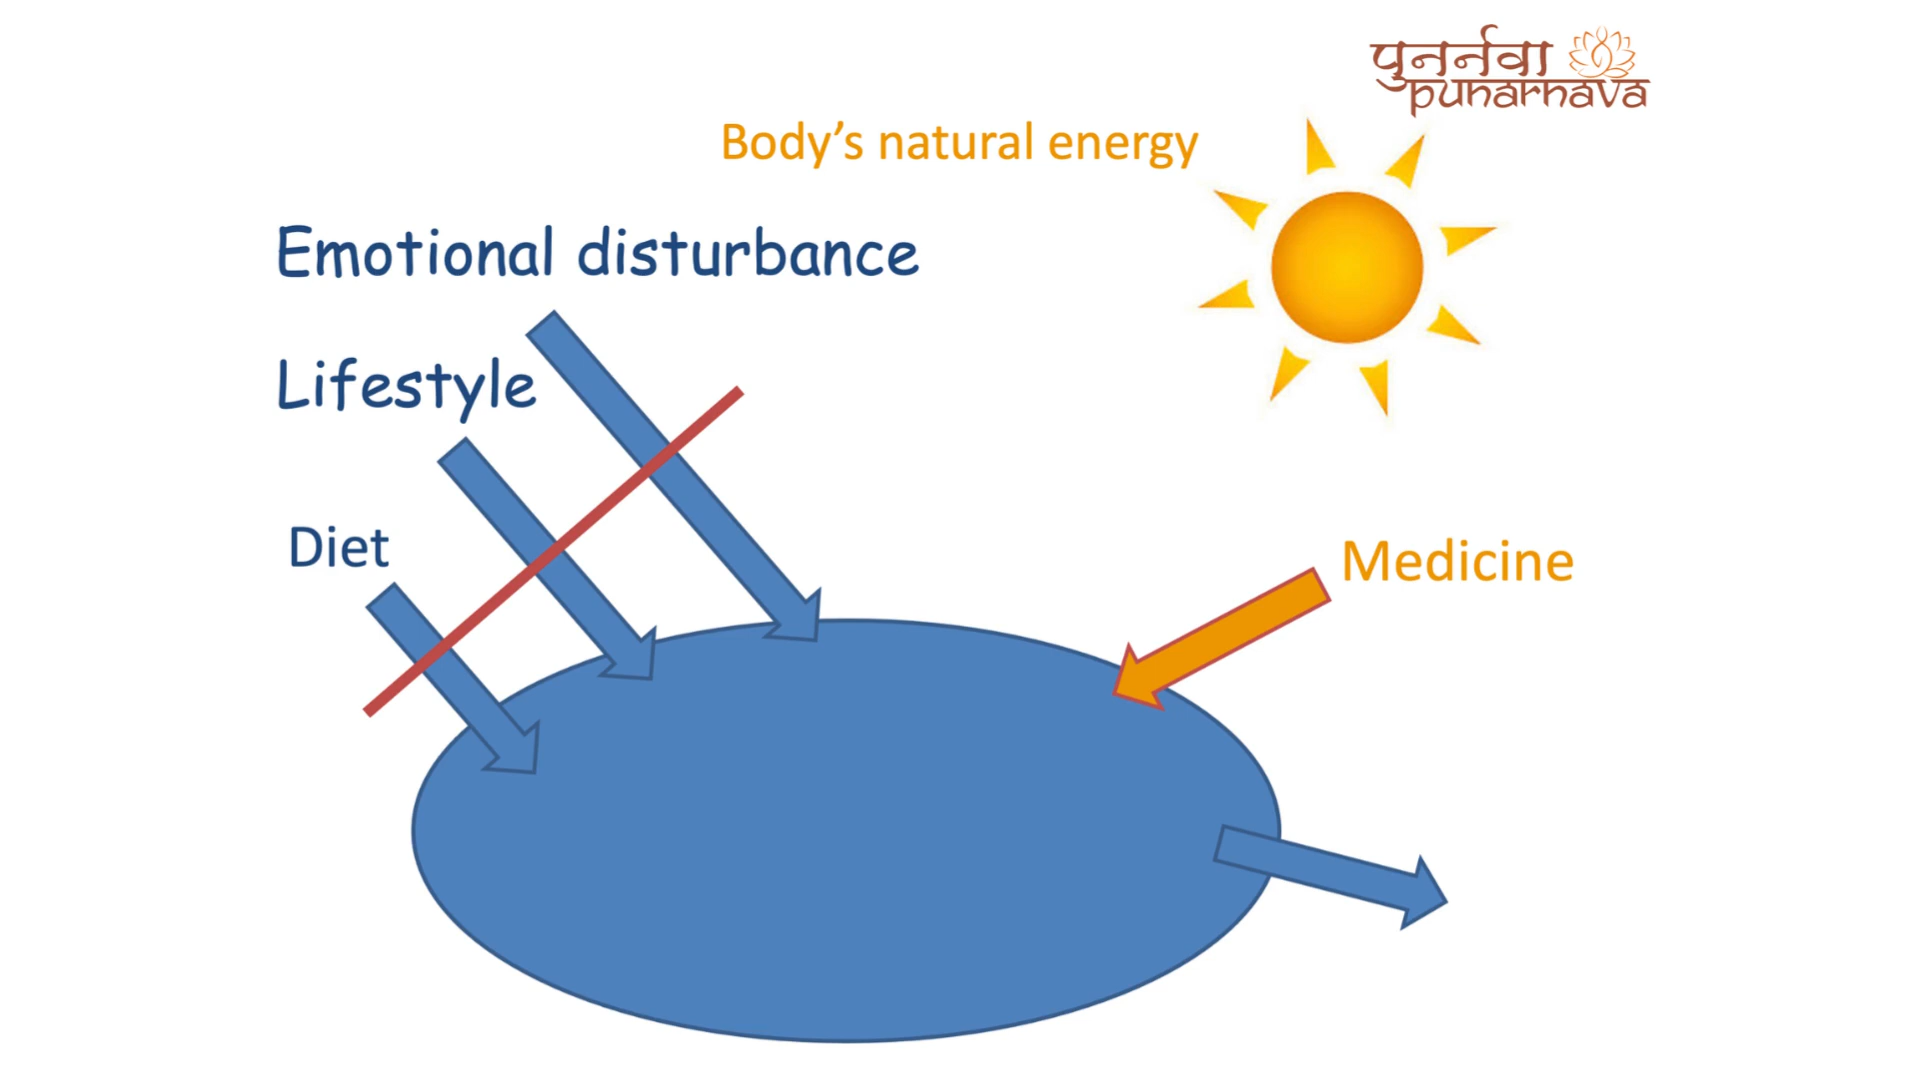 पुनर्नवा
punarnava
Body's natural energy
Emotional disturbance
Lifestyle
Diet
Medicine